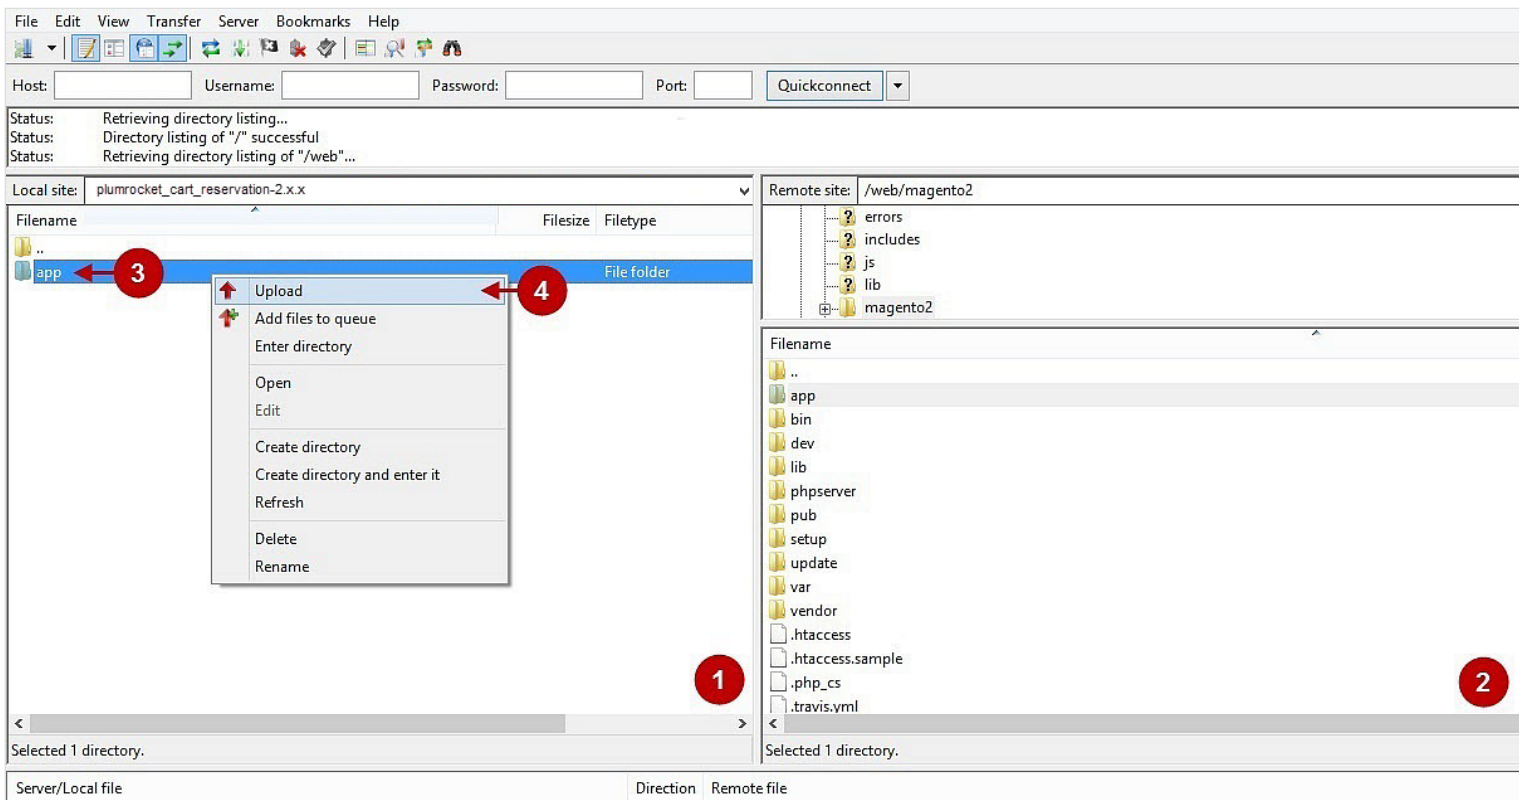 File Edit View Transfer Server Bookmarks Help
Host: Username: Password: Port: Quickconnect
Status: Retrieving directory listing...
Status: Directory listing of "/" successful
Status: Retrieving directory listing of "/web"...
Local site: plumrocket_cart_reservation-2.x.x
Filename Filesize Filetype
..
app 3 File folder
Upload 4
Add files to queue
Enter directory
Open
Edit
Create directory
Create directory and enter it
Refresh
Delete
Rename
1
Selected 1 directory.
Remote site: /web/magento2
errors
includes
js
lib
magento2
Filename
..
app
bin
dev
lib
phpserver
pub
setup
update
var
vendor
.htaccess
.htaccess.sample
.php_cs
2
.travis.yml
Selected 1 directory.
Server/Local file Direction Remote file